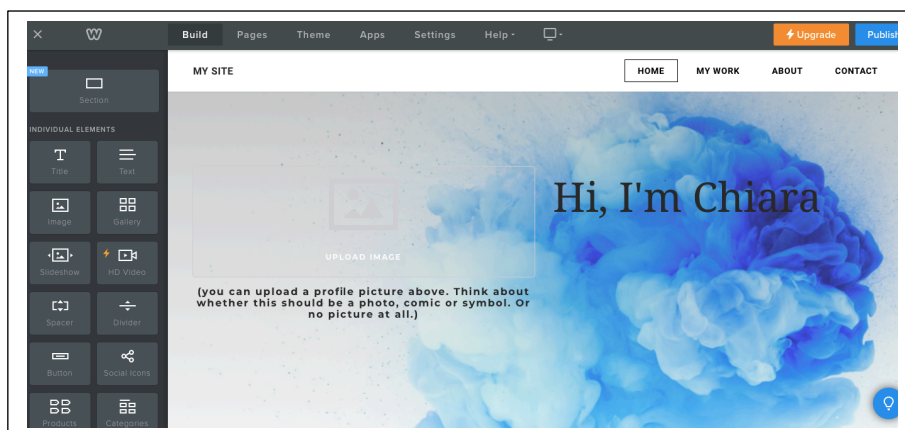 Build Pages Theme Apps Settings Help Upgrade Publish
NEW
Section
INDIVIDUAL ELEMENTS
Title Text
Image Gallery
Slideshow HD Video
Spacer Divider
Button Social Icons
Products Categories
MY SITE HOME MY WORK ABOUT CONTACT
Hi, I'm Chiara
UPLOAD IMAGE
(you can upload a profile picture above. Think about
whether this should be a photo, comic or symbol. Or
no picture at all.)